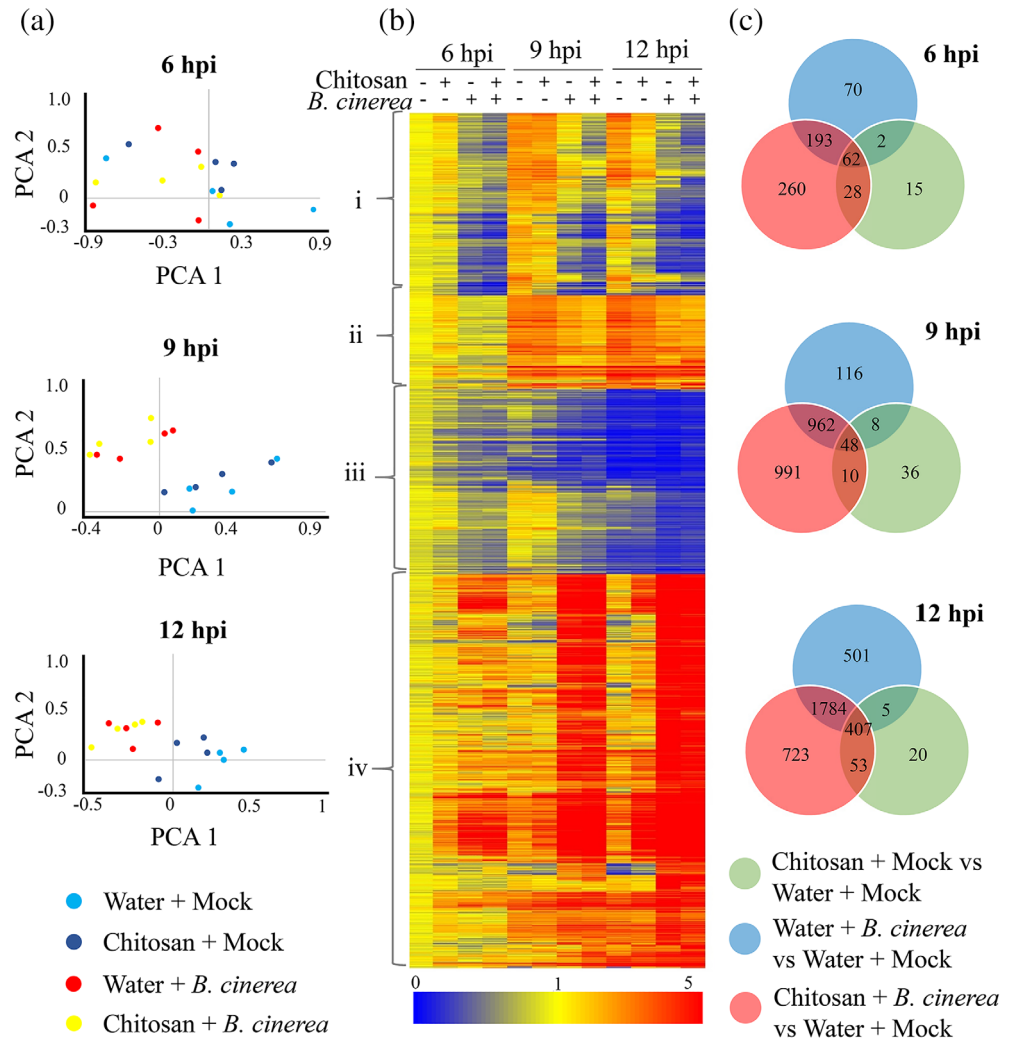 (a)
6 hpi
1.0
0.5
0
-0.3
-0.9
-0.3
0.3
0.9
PCA 2
PCA 1
9 hpi
1.0
0.5
0
-0.4
0
0.4
0.9
PCA 2
PCA 1
12 hpi
1.0
0.5
0
-0.3
-0.5
0
0.5
1
PCA 2
PCA 1
Water + Mock
Chitosan + Mock
Water + B. cinerea
Chitosan + B. cinerea
(b)
6 hpi 9 hpi 12 hpi
Chitosan - + - + - + - + - + - +
B. cinerea - - + + - - + + - - + +
i
ii
iii
iv
0 1 5
(c)
6 hpi
70
193
2
62
260
28
15
9 hpi
116
962
8
48
991
10
36
12 hpi
501
1784
5
407
723
53
20
Chitosan + Mock vs
Water + Mock
Water + B. cinerea
vs Water + Mock
Chitosan + B. cinerea
vs Water + Mock